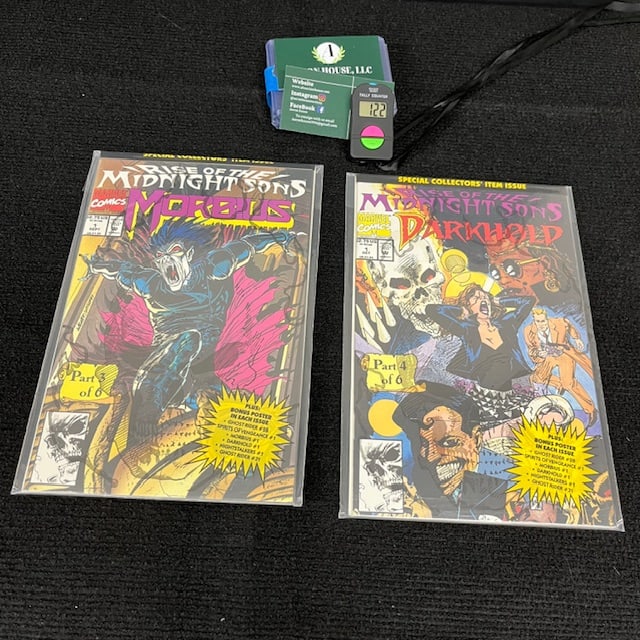 A
ON HOUSE, LLC
Website
Instagram
FaceBook
TALLY COUNTER
122
SPECIAL COLLECTORS' ITEM ISSUE
RISE OF THE
MIDNIGHT SONS
MARVEL
COMICS
MORBIUS
1
SEPT
Part 3
of 6
PLUS:
BONUS POSTER
IN EACH ISSUE
• GHOST RIDER #28
SPIRITS OF VENGEANCE #1
• MORBIUS #1
• DARKHOLD #1
• NIGHTSTALKERS #1
• GHOST RIDER #31
SPECIAL COLLECTORS' ITEM ISSUE
RISE OF THE
MIDNIGHT SONS
MARVEL
COMICS
DARKHOLD
1
OCT
Part 4
of 6
PLUS:
BONUS POSTER
IN EACH ISSUE
• GHOST RIDER #28
SPIRITS OF VENGEANCE #1
• MORBIUS #1
• DARKHOLD #1
• NIGHTSTALKERS #1
• GHOST RIDER #31